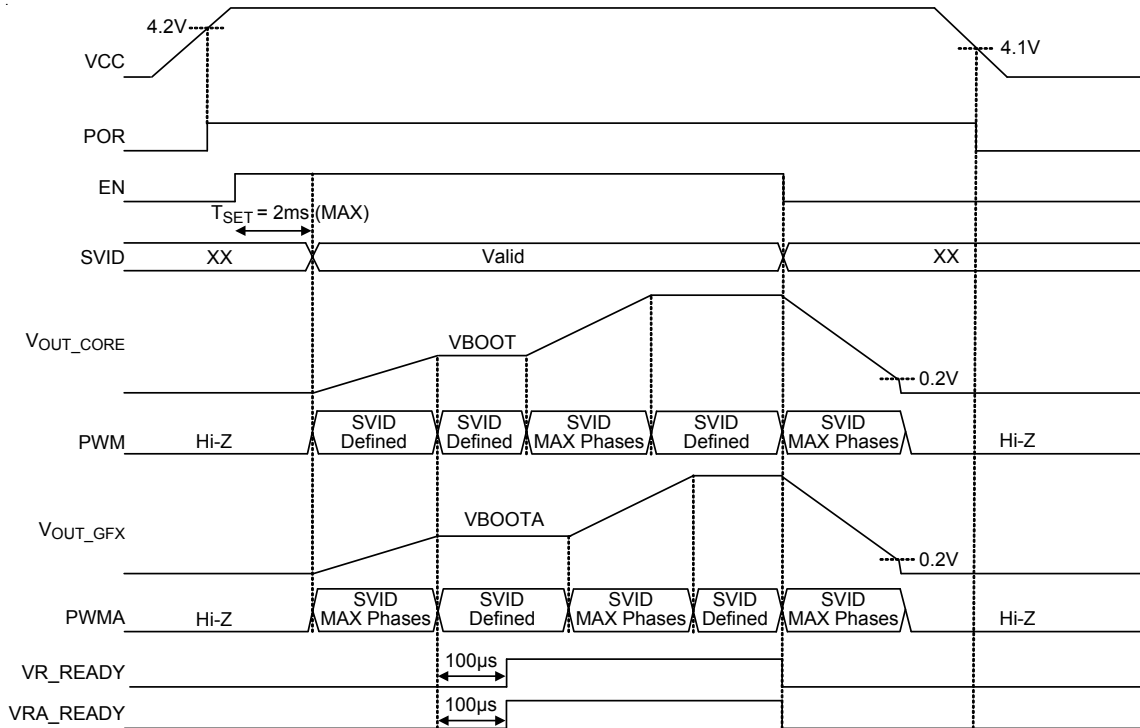 4.2V
4.1V
VCC
POR
EN
TSET = 2ms (MAX)
SVID XX Valid XX
VOUT_CORE
VBOOT
0.2V
PWM Hi-Z SVID Defined SVID Defined SVID MAX Phases SVID Defined SVID MAX Phases Hi-Z
VOUT_GFX
VBOOTA
0.2V
PWMA Hi-Z SVID MAX Phases SVID Defined SVID MAX Phases SVID Defined SVID MAX Phases Hi-Z
100µs
VR_READY
100µs
VRA_READY